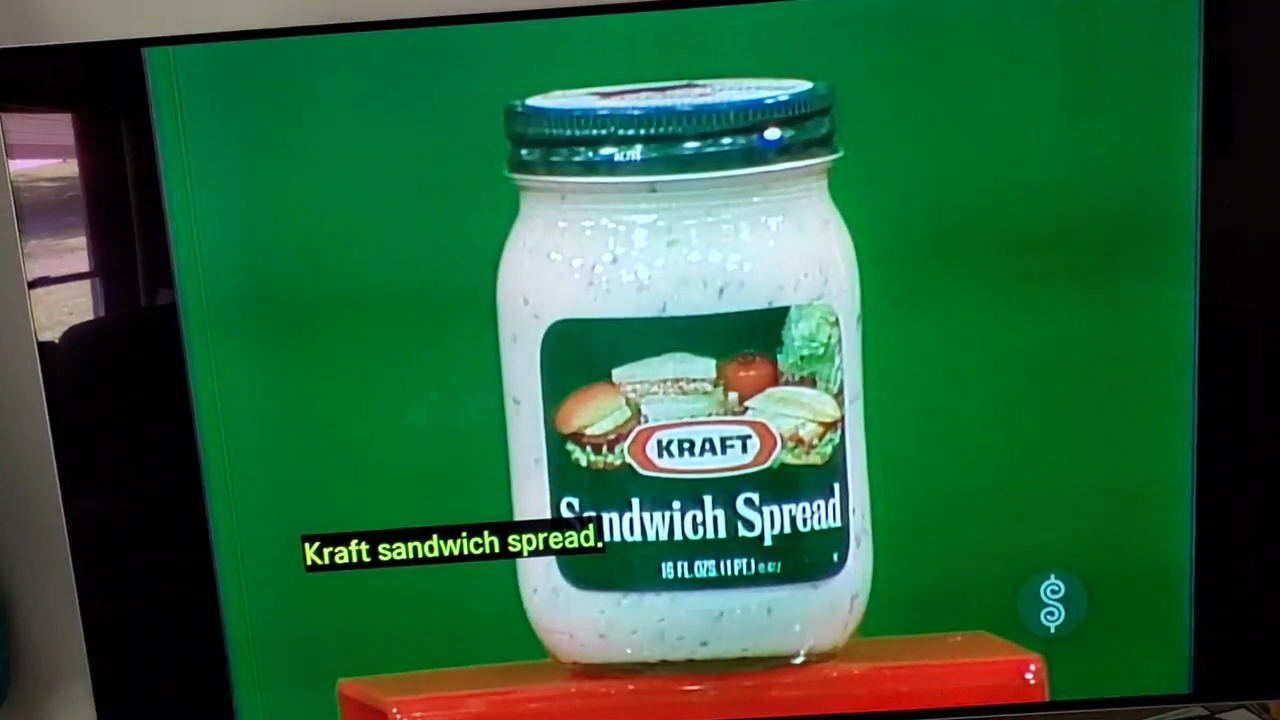 KRAFT
Sandwich Spread
Kraft sandwich spread.
16 FL. OZS. (1 PT.)